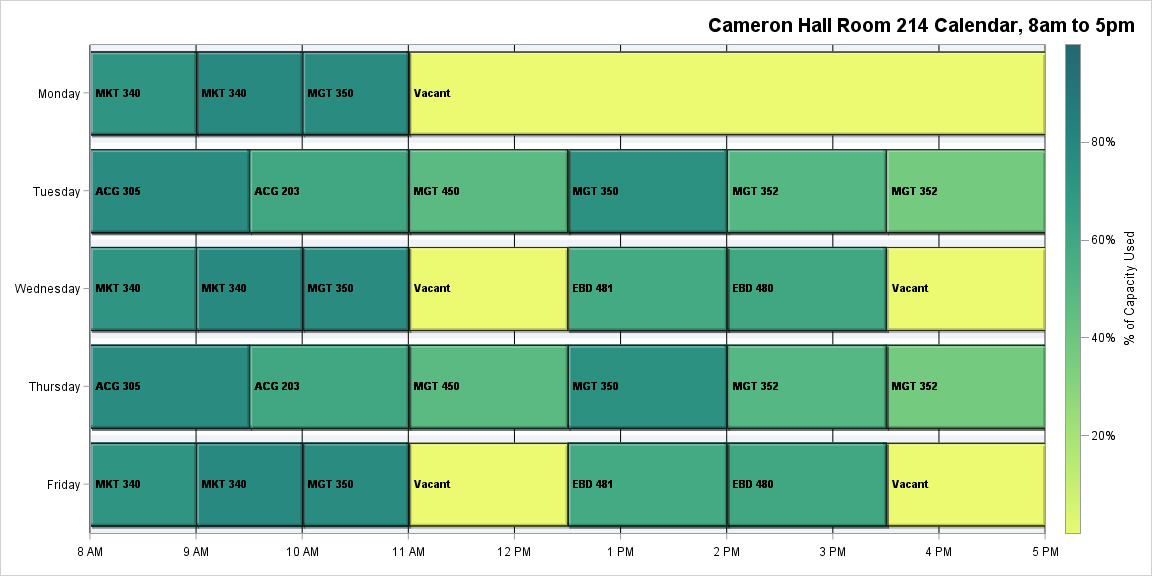 Cameron Hall Room 214 Calendar, 8am to 5pm
Monday MKT 340 MKT 340 MGT 350 Vacant
80%
Tuesday ACG 305 ACG 203 MGT 450 MGT 350 MGT 352 MGT 352
60%
% of Capacity Used
Wednesday MKT 340 MKT 340 MGT 350 Vacant EBD 481 EBD 480 Vacant
40%
Thursday ACG 305 ACG 203 MGT 450 MGT 350 MGT 352 MGT 352
20%
Friday MKT 340 MKT 340 MGT 350 Vacant EBD 481 EBD 480 Vacant
8 AM 9 AM 10 AM 11 AM 12 PM 1 PM 2 PM 3 PM 4 PM 5 PM